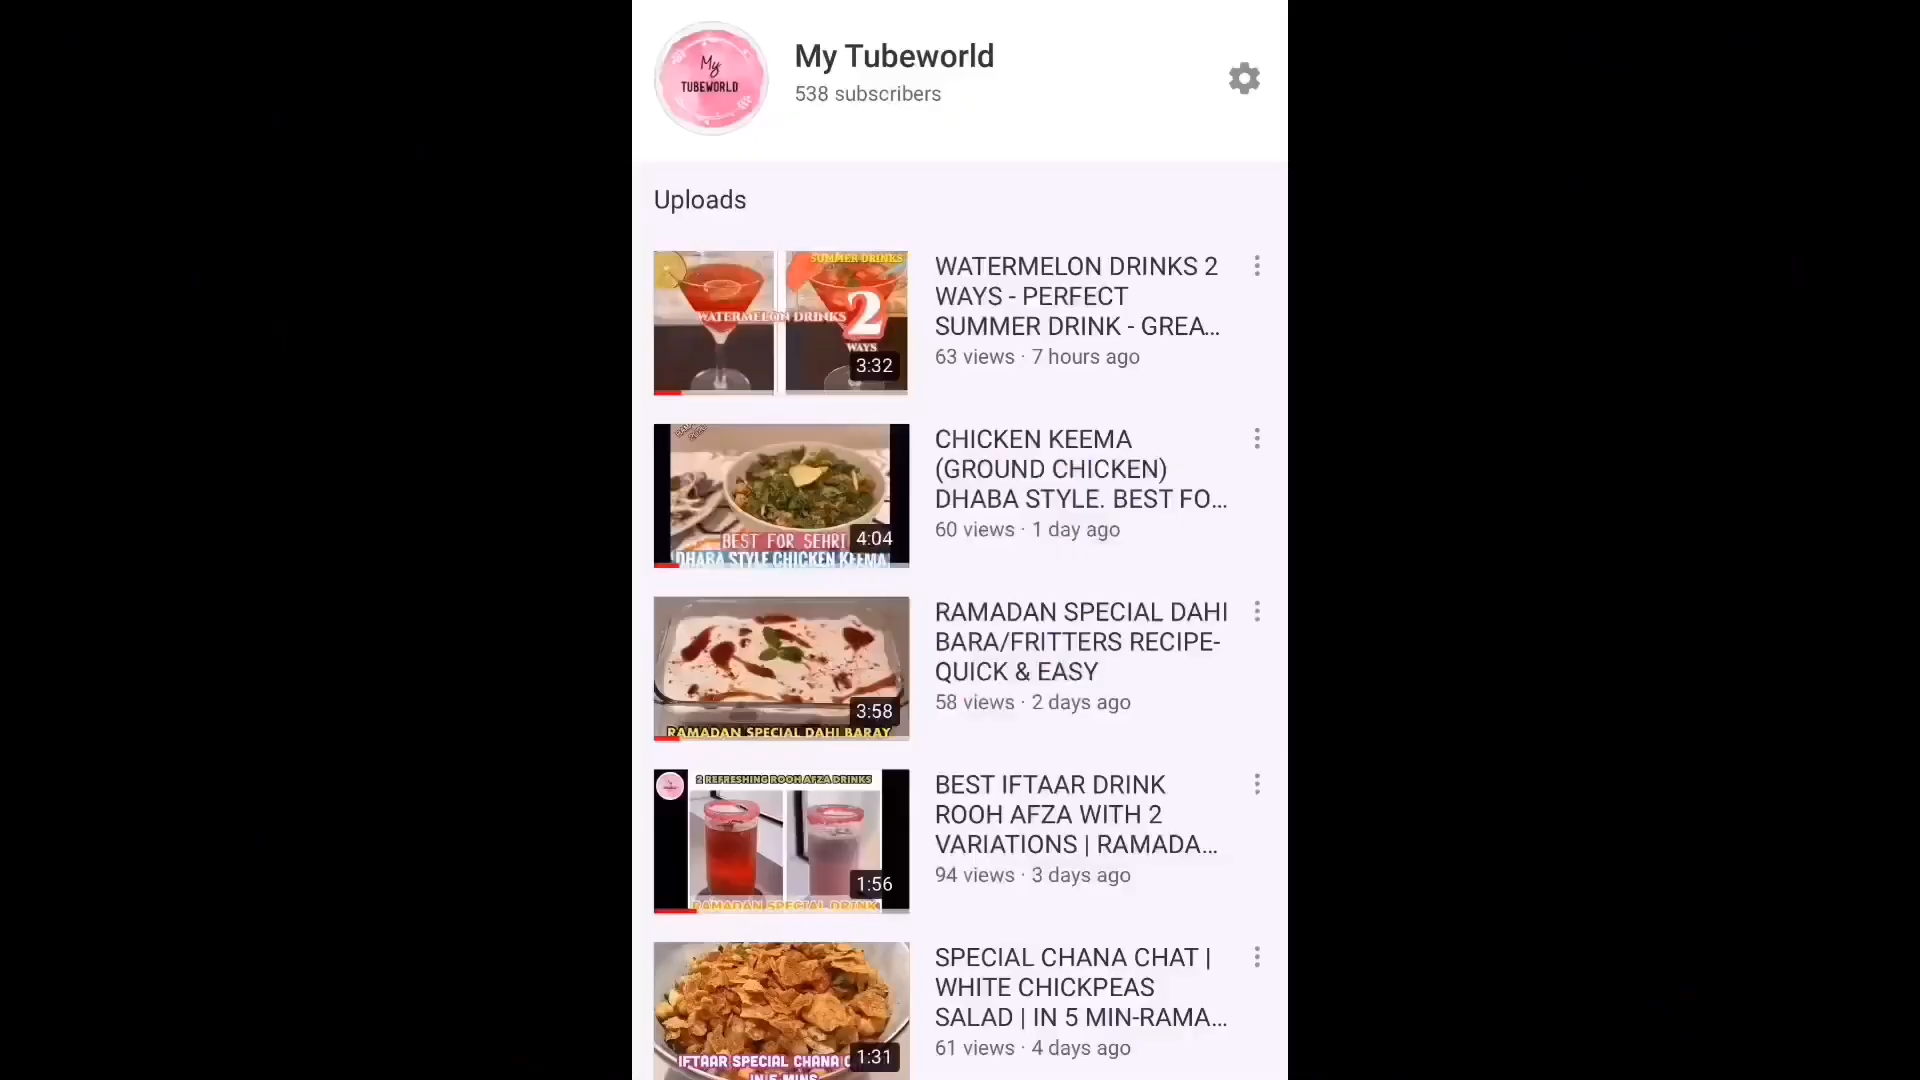 My
TUBEWORLD
My Tubeworld
538 subscribers
Uploads
SUMMER DRINKS
WATERMELON DRINKS
2
WAYS
3:32
WATERMELON DRINKS 2
WAYS - PERFECT
SUMMER DRINK - GREA...
63 views · 7 hours ago
BEST FOR SEHRI
DHABA STYLE CHICKEN KEEMA
4:04
CHICKEN KEEMA
(GROUND CHICKEN)
DHABA STYLE. BEST FO...
60 views · 1 day ago
3:58
RAMADAN SPECIAL DAHI BARAY
RAMADAN SPECIAL DAHI
BARA/FRITTERS RECIPE-
QUICK & EASY
58 views · 2 days ago
2 REFRESHING ROOH AFZA DRINKS
1:56
RAMADAN SPECIAL DRINK
BEST IFTAAR DRINK
ROOH AFZA WITH 2
VARIATIONS | RAMADA...
94 views · 3 days ago
IFTAAR SPECIAL CHANA
1:31
IN 5 MINS
SPECIAL CHANA CHAT |
WHITE CHICKPEAS
SALAD | IN 5 MIN-RAMA...
61 views · 4 days ago